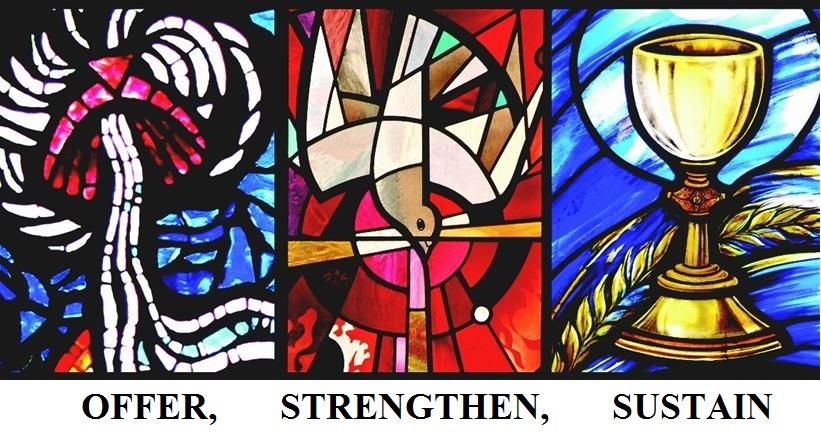 OFFER, STRENGTHEN, SUSTAIN